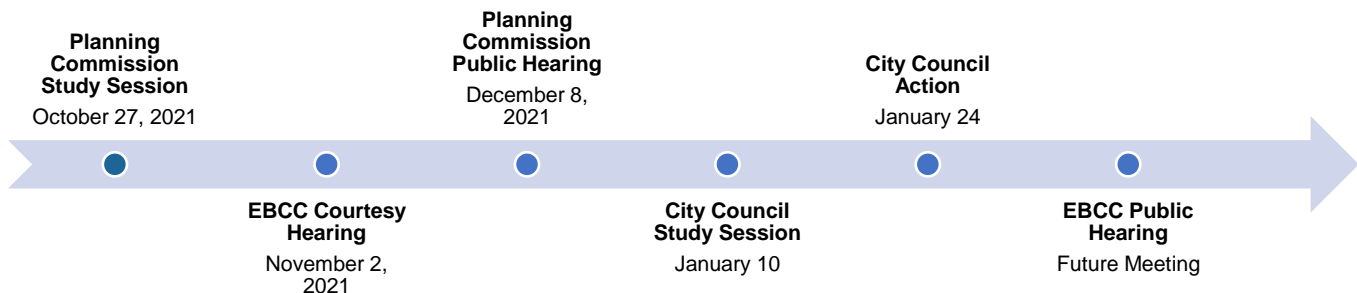 Planning
Commission
Study Session
October 27, 2021
EBCC Courtesy
Hearing
November 2,
2021
Planning
Commission
Public Hearing
December 8,
2021
City Council
Study Session
January 10
City Council
Action
January 24
EBCC Public
Hearing
Future Meeting